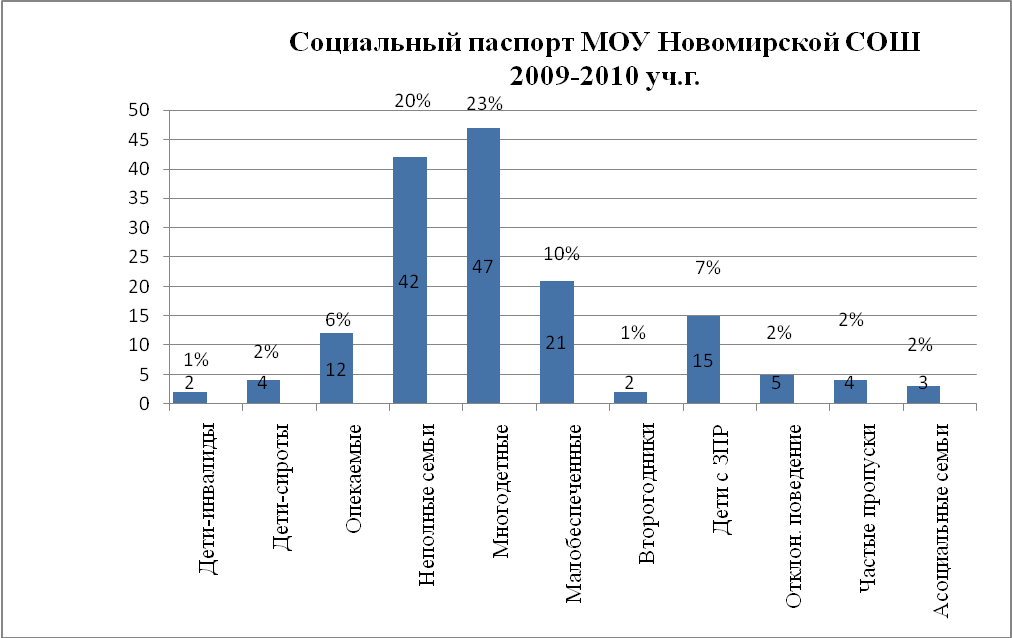 Социальный паспорт МОУ Новомирской СОШ
2009-2010 уч.г.
20%
23%
50
45
40
35
30
25
20
15
10
5
0
1%
2%
6%
10%
1%
7%
2%
2%
2%
2
4
12
42
47
21
2
15
5
4
3
Дети-инвалиды
Дети-сироты
Опекаемые
Неполные семьи
Многодетные
Малобеспеченные
Второгодники
Дети с ЗПР
Отклон. поведение
Частые пропуски
Асоциальные семьи